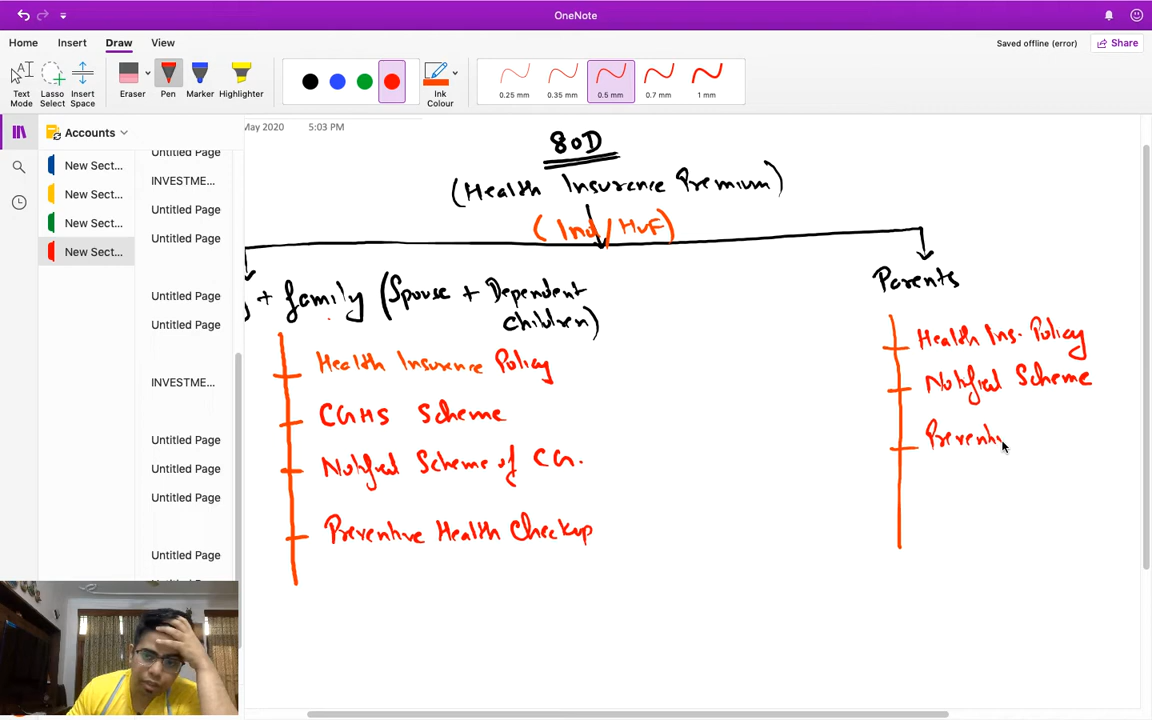 OneNote
Home Insert Draw View
Saved offline (error) Share
Text Mode
Lasso Select
Insert Space
Eraser
Pen
Marker
Highlighter
Ink Colour
0.25 mm 0.35 mm 0.5 mm 0.7 mm 1 mm
Accounts
New Sect...
New Sect...
New Sect...
New Sect...
Untitled Page
INVESTME...
Untitled Page
Untitled Page
Untitled Page
Untitled Page
INVESTME...
Untitled Page
Untitled Page
Untitled Page
Untitled Page
May 2020 5:03 PM
80D
(Health Insurance Premium)
(Ind/HUF)
+ family (Spouse + Dependent
children)
Health Insurance Policy
CGHS Scheme
Notified Scheme of CG.
Preventive Health Checkup
Parents
Health Ins. Policy
Notified Scheme
Preventi